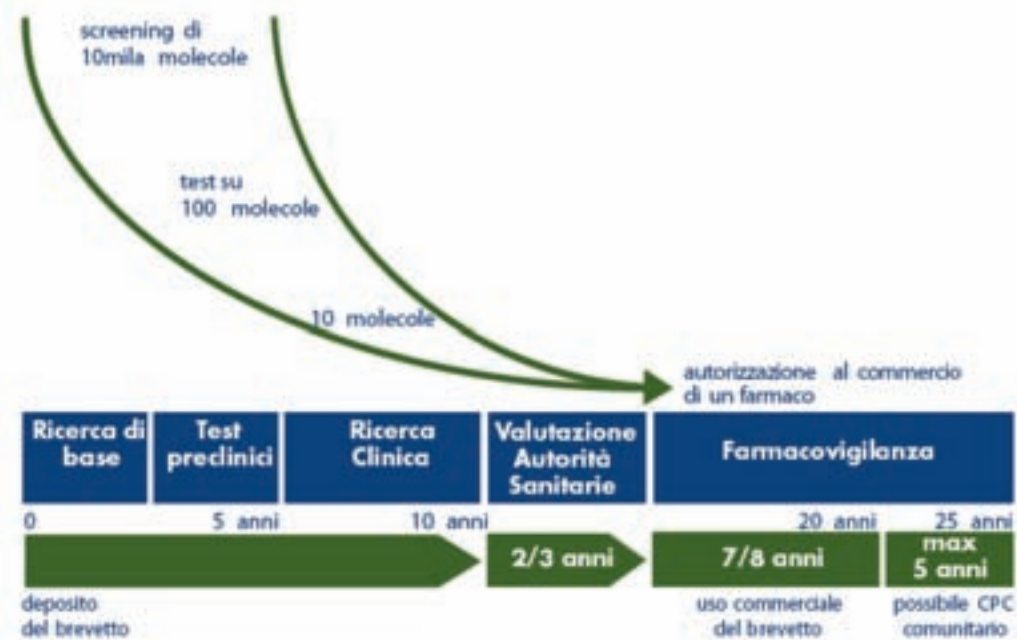 screening di
10mila molecole
test su
100 molecole
10 molecole
autorizzazione al commercio
di un farmaco
Ricerca di
base
Test
preclinici
Ricerca
Clinica
Valutazione
Autorità
Sanitarie
Farmacovigilanza
0
5 anni
10 anni
20 anni
25 anni
2/3 anni
7/8 anni
max
5 anni
deposito
del brevetto
uso commerciale
del brevetto
possibile CPC
comunitario